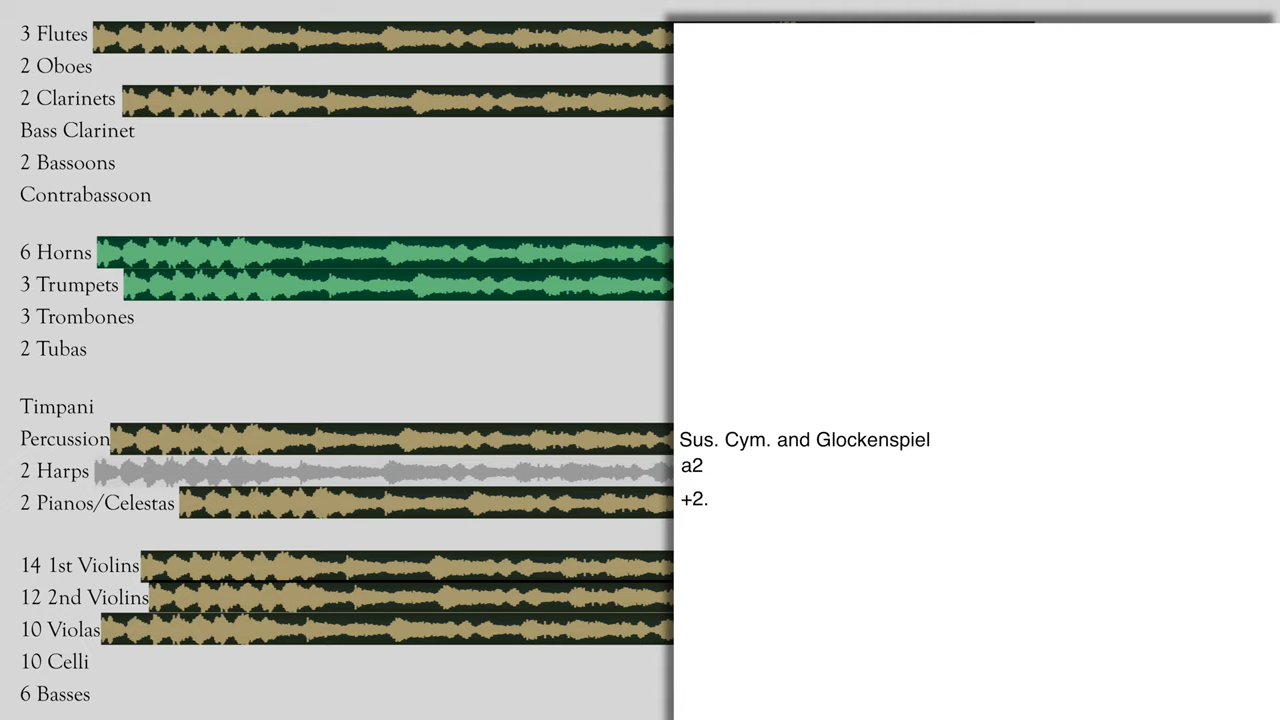 3 Flutes
2 Oboes
2 Clarinets
Bass Clarinet
2 Bassoons
Contrabassoon
6 Horns
3 Trumpets
3 Trombones
2 Tubas
Timpani
Percussion Sus. Cym. and Glockenspiel
2 Harps a2
2 Pianos/Celestas +2.
14 1st Violins
12 2nd Violins
10 Violas
10 Celli
6 Basses